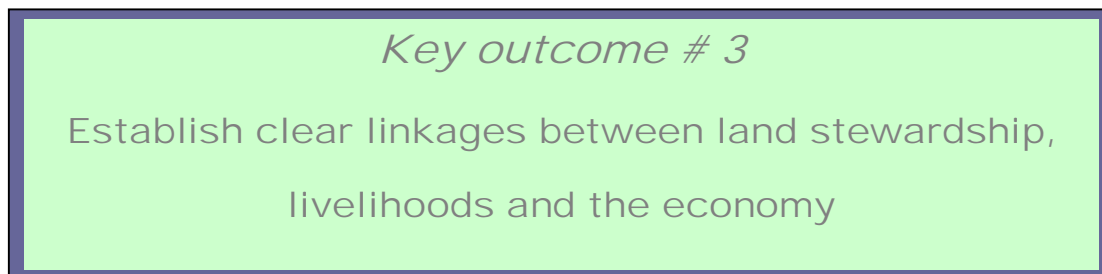 Key outcome # 3
Establish clear linkages between land stewardship,
livelihoods and the economy